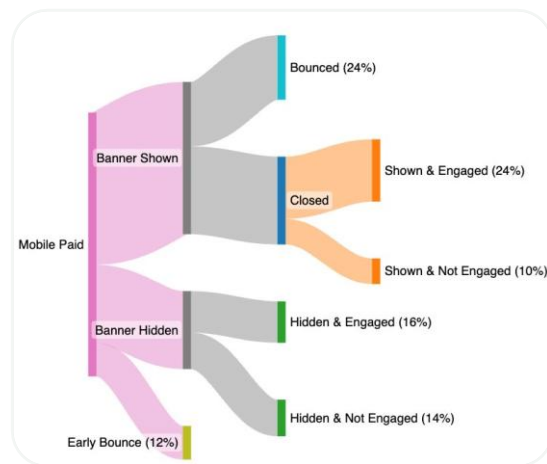 Bounced (24%)
Banner Shown
Shown & Engaged (24%)
Closed
Mobile Paid
Shown & Not Engaged (10%)
Hidden & Engaged (16%)
Banner Hidden
Hidden & Not Engaged (14%)
Early Bounce (12%)